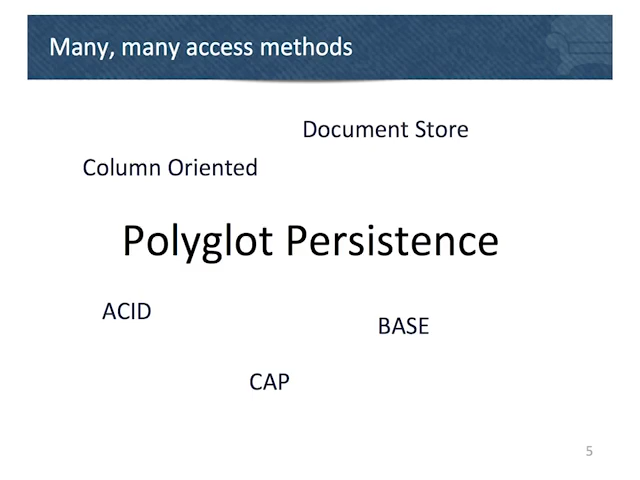 Many, many access methods
Document Store
Column Oriented
Polyglot Persistence
ACID
BASE
CAP
5